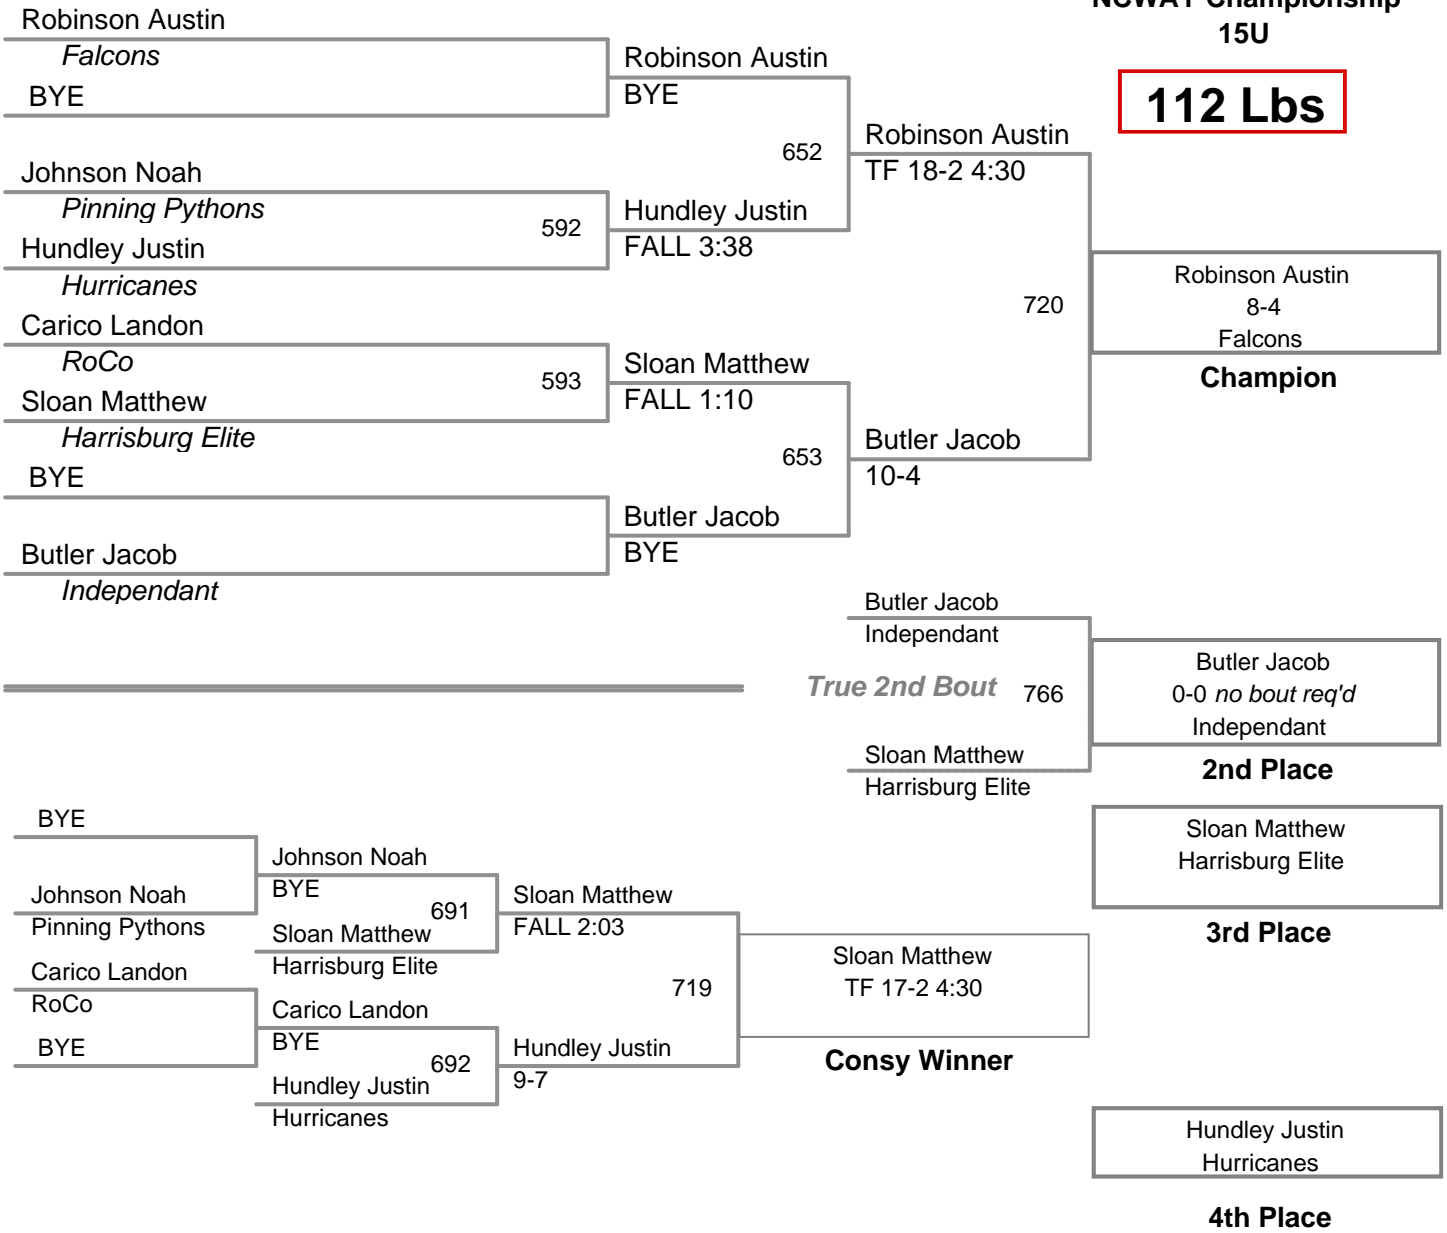 NCWAY Championship
15U
112 Lbs
Robinson Austin
Falcons
BYE
Johnson Noah
Pinning Pythons
Hundley Justin
Hurricanes
Carico Landon
RoCo
Sloan Matthew
Harrisburg Elite
BYE
Butler Jacob
Independant
592
593
Robinson Austin
BYE
Hundley Justin
FALL 3:38
Sloan Matthew
FALL 1:10
Butler Jacob
BYE
652
653
Robinson Austin
TF 18-2 4:30
Butler Jacob
10-4
720
Robinson Austin
8-4
Falcons
Champion
Butler Jacob
Independant
True 2nd Bout
766
Sloan Matthew
Harrisburg Elite
Butler Jacob
0-0 no bout req'd
Independant
2nd Place
BYE
Johnson Noah
Pinning Pythons
Carico Landon
RoCo
BYE
Johnson Noah
BYE
691
Sloan Matthew
Harrisburg Elite
Carico Landon
BYE
692
Hundley Justin
Hurricanes
Sloan Matthew
FALL 2:03
719
Hundley Justin
9-7
Sloan Matthew
TF 17-2 4:30
Consy Winner
Sloan Matthew
Harrisburg Elite
3rd Place
Hundley Justin
Hurricanes
4th Place